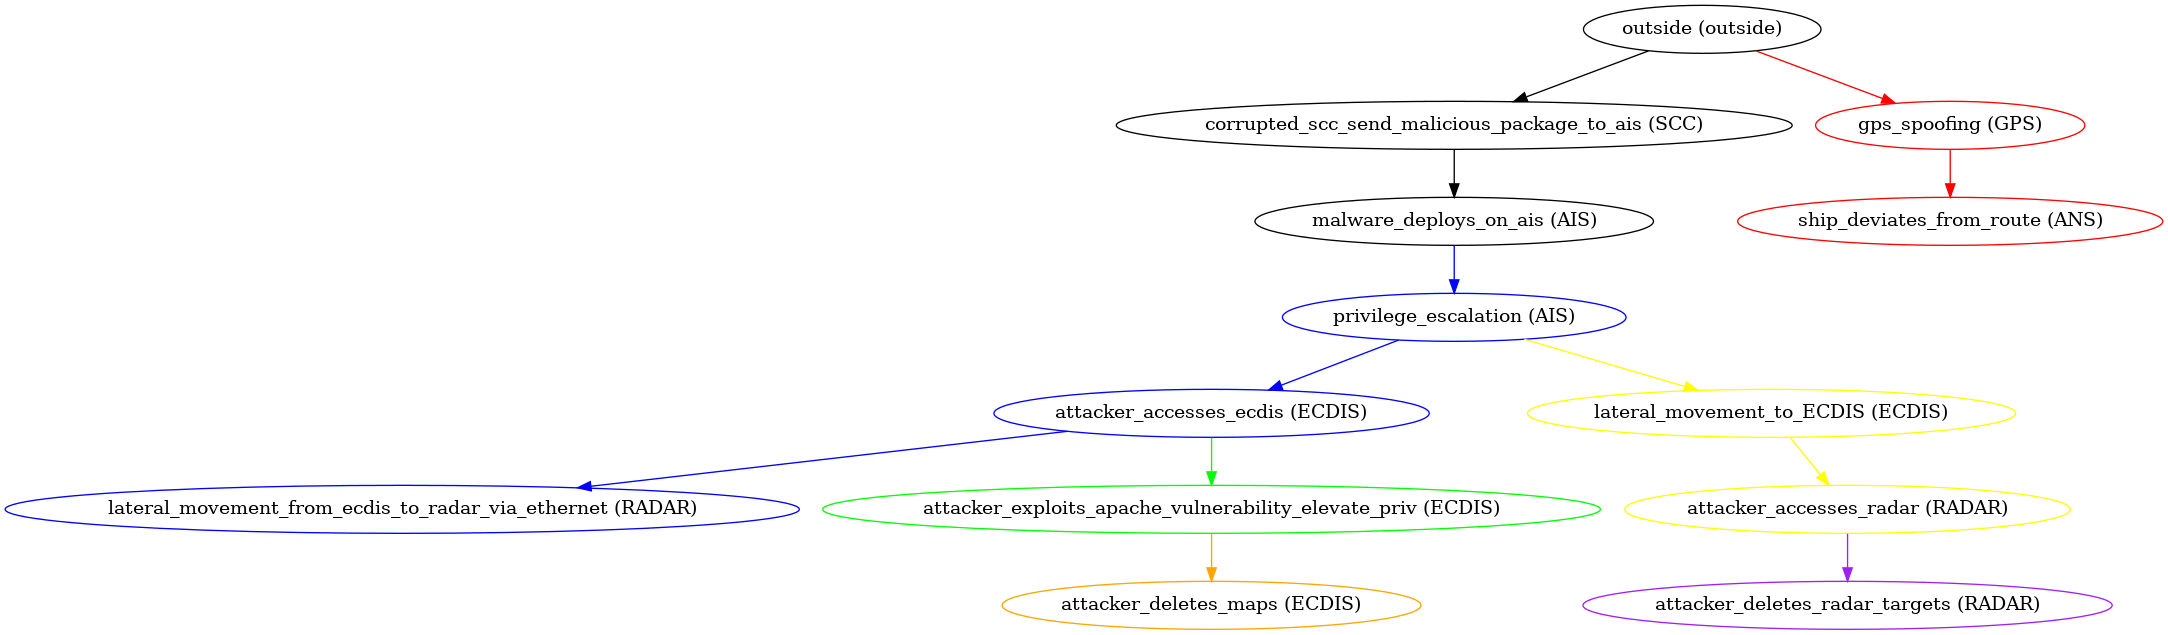 outside (outside)
corrupted_scc_send_malicious_package_to_ais (SCC)
gps_spoofing (GPS)
malware_deploys_on_ais (AIS)
ship_deviates_from_route (ANS)
privilege_escalation (AIS)
attacker_accesses_ecdis (ECDIS)
lateral_movement_to_ECDIS (ECDIS)
lateral_movement_from_ecdis_to_radar_via_ethernet (RADAR)
attacker_exploits_apache_vulnerability_elevate_priv (ECDIS)
attacker_accesses_radar (RADAR)
attacker_deletes_maps (ECDIS)
attacker_deletes_radar_targets (RADAR)